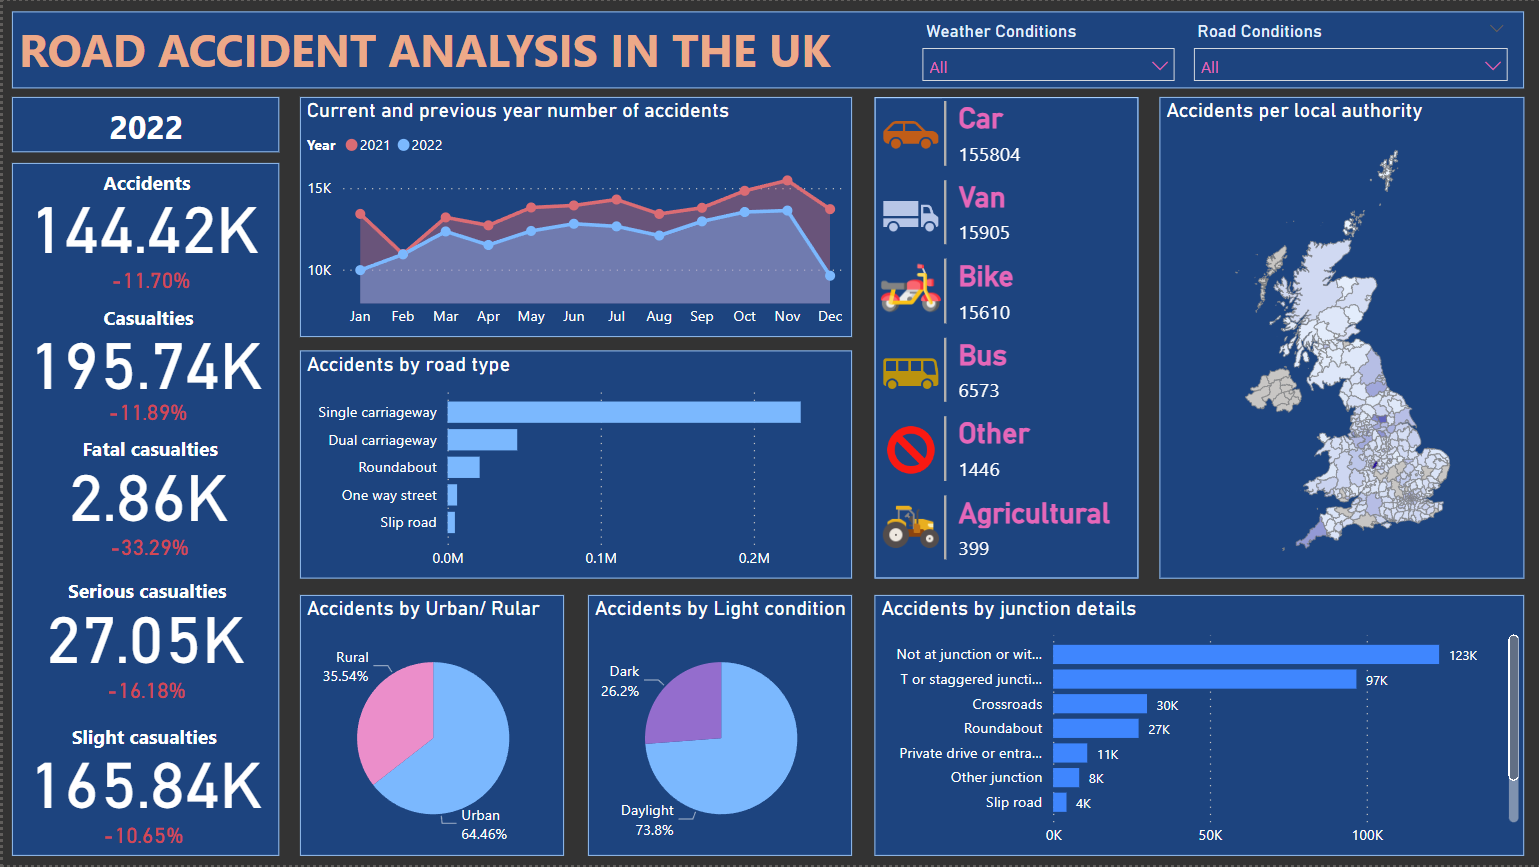 ROAD ACCIDENT ANALYSIS IN THE UK
Weather Conditions
All
Road Conditions
All
2022
Accidents
144.42K
-11.70%
Casualties
195.74K
-11.89%
Fatal casualties
2.86K
-33.29%
Serious casualties
27.05K
-16.18%
Slight casualties
165.84K
-10.65%
Current and previous year number of accidents
Year 2021 2022
15K
10K
Jan Feb Mar Apr May Jun Jul Aug Sep Oct Nov Dec
Accidents by road type
Single carriageway
Dual carriageway
Roundabout
One way street
Slip road
0.0M 0.1M 0.2M
Car
155804
Van
15905
Bike
15610
Bus
6573
Other
1446
Agricultural
399
Accidents per local authority
Accidents by Urban/ Rular
Rural
35.54%
Urban
64.46%
Accidents by Light condition
Dark
26.2%
Daylight
73.8%
Accidents by junction details
Not at junction or wit... 123K
T or staggered juncti... 97K
Crossroads 30K
Roundabout 27K
Private drive or entra... 11K
Other junction 8K
Slip road 4K
0K 50K 100K